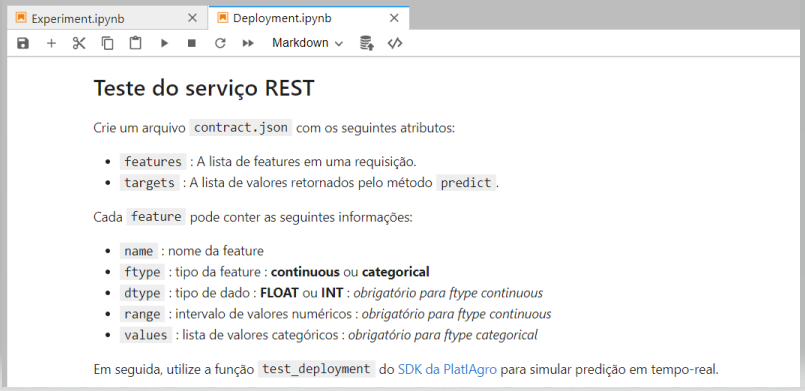 Experiment.ipynb
Deployment.ipynb
Markdown
Teste do serviço REST
Crie um arquivo contract.json com os seguintes atributos:
features : A lista de features em uma requisição.
targets : A lista de valores retornados pelo método predict.
Cada feature pode conter as seguintes informações:
name : nome da feature
ftype : tipo da feature : continuous ou categorical
dtype : tipo de dado : FLOAT ou INT : obrigatório para ftype continuous
range : intervalo de valores numéricos : obrigatório para ftype continuous
values : lista de valores categóricos : obrigatório para ftype categorical
Em seguida, utilize a função test_deployment do SDK da PlatIAgro para simular predição em tempo-real.